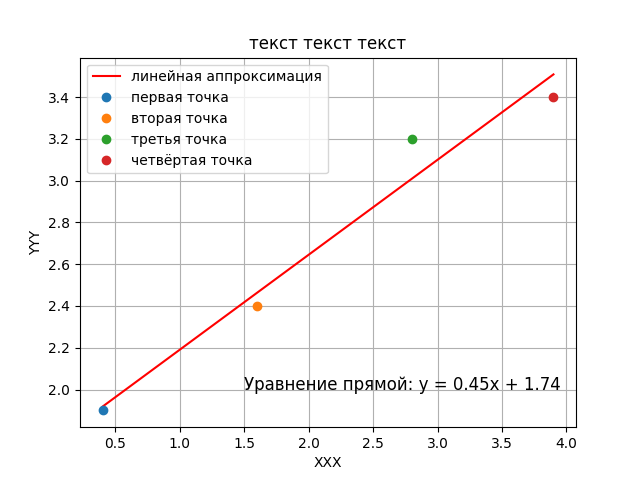 текст текст текст
линейная аппроксимация
первая точка
вторая точка
третья точка
четвёртая точка
YYY
3.4
3.2
3.0
2.8
2.6
2.4
2.2
2.0
Уравнение прямой: y = 0.45x + 1.74
0.5 1.0 1.5 2.0 2.5 3.0 3.5 4.0
XXX